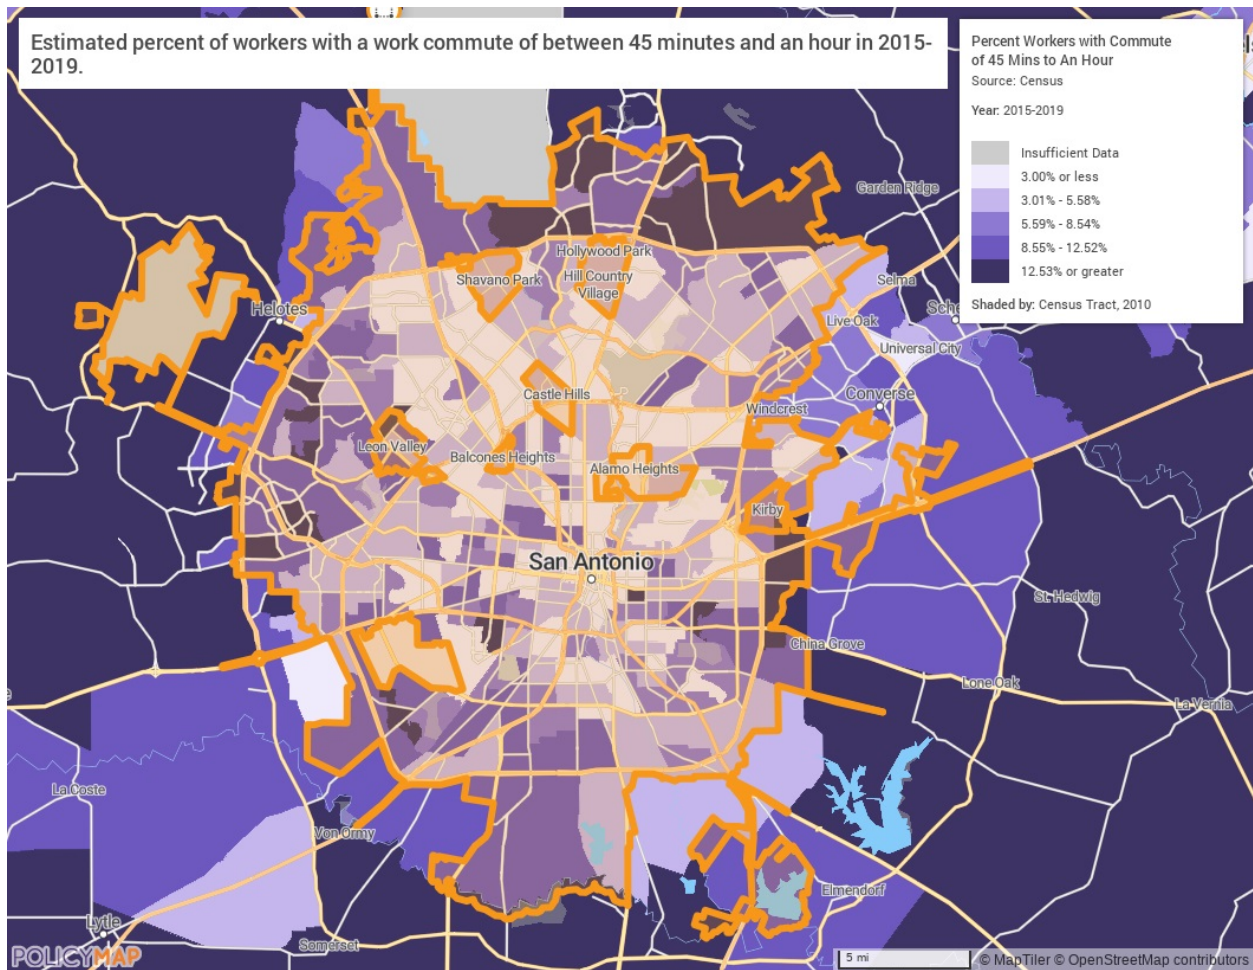 Estimated percent of workers with a work commute of between 45 minutes and an hour in 2015-
2019.
Percent Workers with Commute
of 45 Mins to An Hour
Source: Census
Year: 2015-2019
Insufficient Data
3.00% or less
3.01% - 5.58%
5.59% - 8.54%
8.55% - 12.52%
12.53% or greater
Shaded by: Census Tract, 2010
Garden Ridge
Hollywood Park
Shavano Park
Hill Country
Village
Selma
Helotes
Live Oak
Universal City
Castle Hills
Converse
Windcrest
Leon Valley
Balcones Heights
Alamo Heights
Kirby
San Antonio
St. Hedwig
China Grove
Lone Oak
La Vernia
La Coste
Von Ormy
Elmendorf
Lytle
Somerset
POLICYMAP
5 mi
© MapTiler © OpenStreetMap contributors